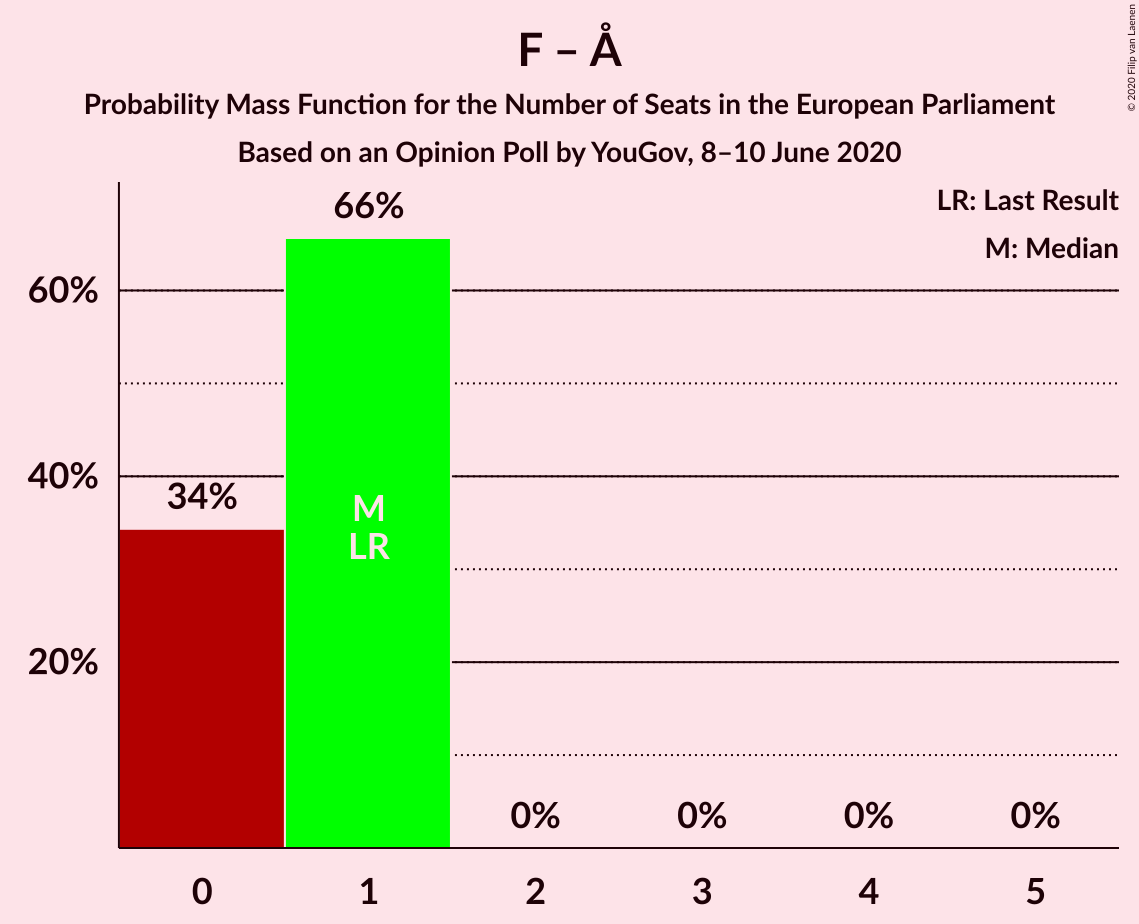 F – Å
Probability Mass Function for the Number of Seats in the European Parliament
Based on an Opinion Poll by YouGov, 8–10 June 2020
© 2020 Filip van Laenen
LR: Last Result
M: Median
66%
60%
40%
34%
M
LR
20%
0% 0% 0% 0%
0 1 2 3 4 5